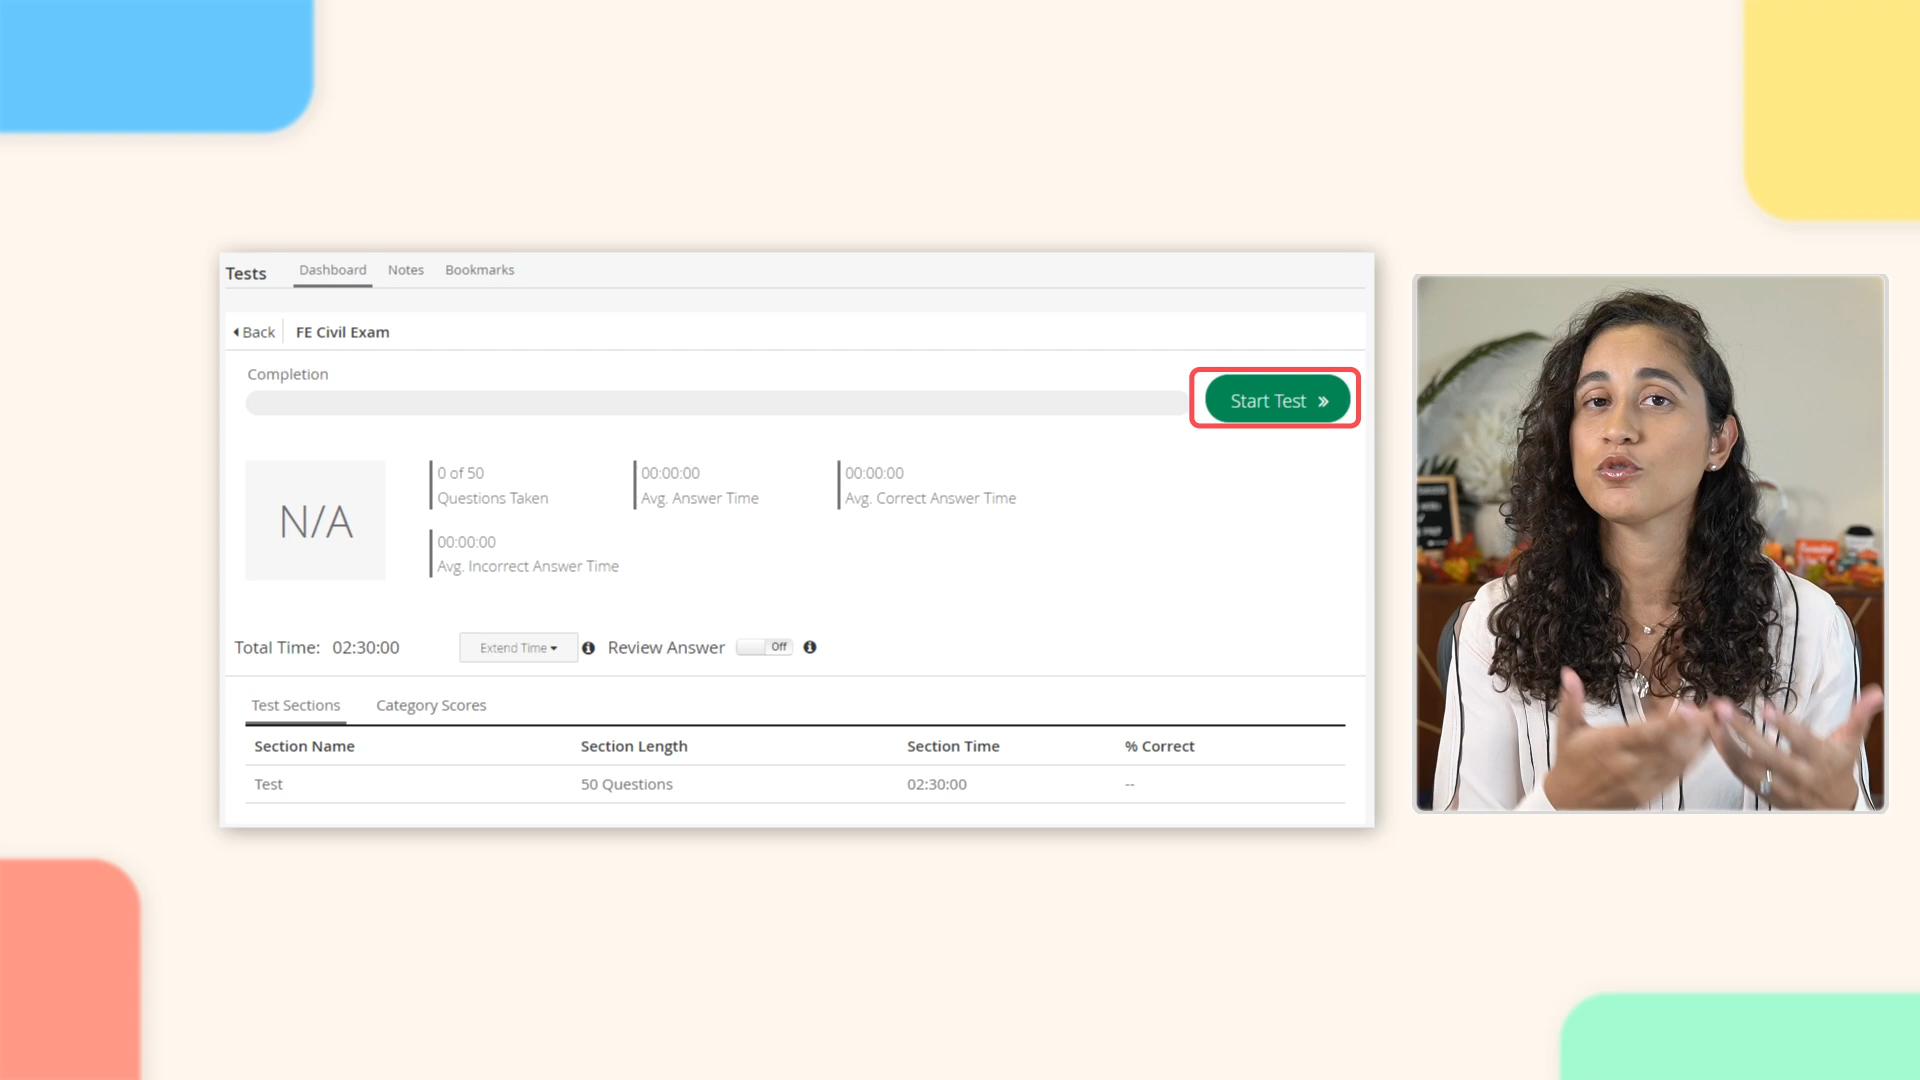 Tests
Dashboard
Notes
Bookmarks
Back
FE Civil Exam
Completion
Start Test »
N/A
0 of 50
Questions Taken
00:00:00
Avg. Answer Time
00:00:00
Avg. Correct Answer Time
00:00:00
Avg. Incorrect Answer Time
Total Time: 02:30:00
Extend Time
Review Answer
Off
Test Sections
Category Scores
Section Name
Section Length
Section Time
% Correct
Test
50 Questions
02:30:00
--